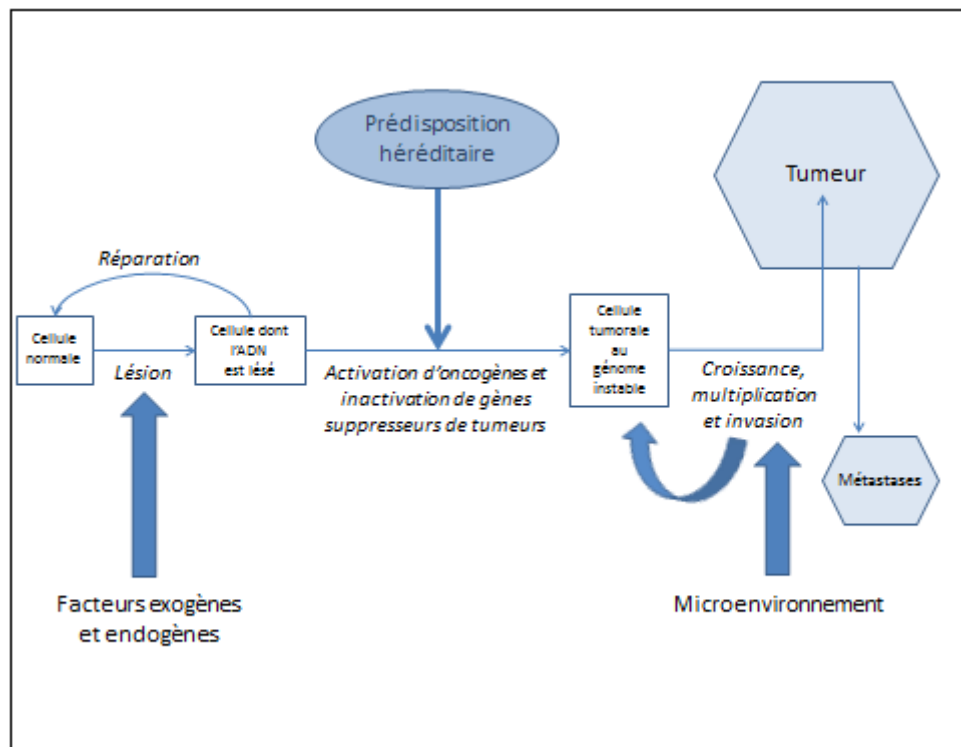 Prédisposition
héréditaire
Tumeur
Réparation
Cellule
normale
Lésion
Cellule dont
l'ADN
est lésé
Activation d'oncogènes et
inactivation de gènes
suppresseurs de tumeurs
Cellule
tumorale
au
génome
instable
Croissance,
multiplication
et invasion
Métastases
Facteurs exogènes
et endogènes
Microenvironnement